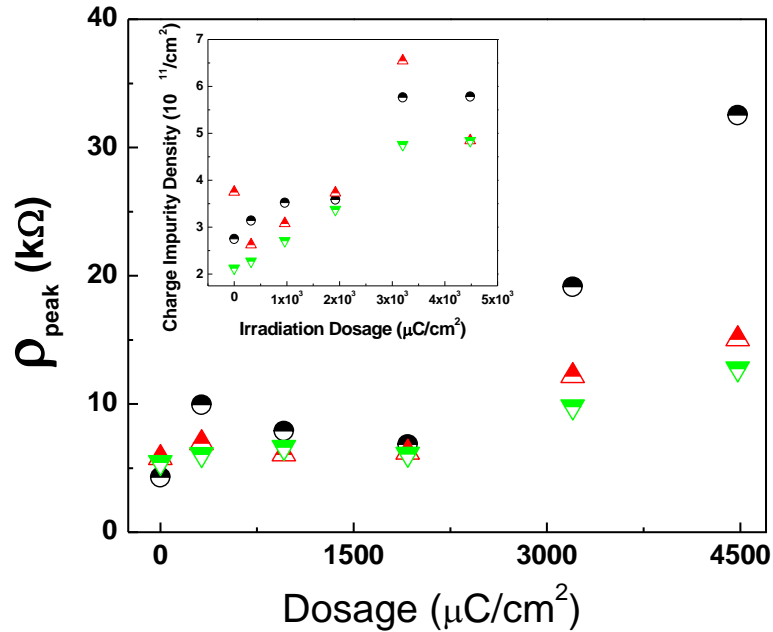 40
30
20
10
0
ρpeak (kΩ)
0 1500 3000 4500
Dosage (μC/cm²)
7
6
5
4
3
2
Charge Impurity Density (10 ¹¹/cm²)
0 1x10³ 2x10³ 3x10³ 4x10³ 5x10³
Irradiation Dosage (μC/cm²)